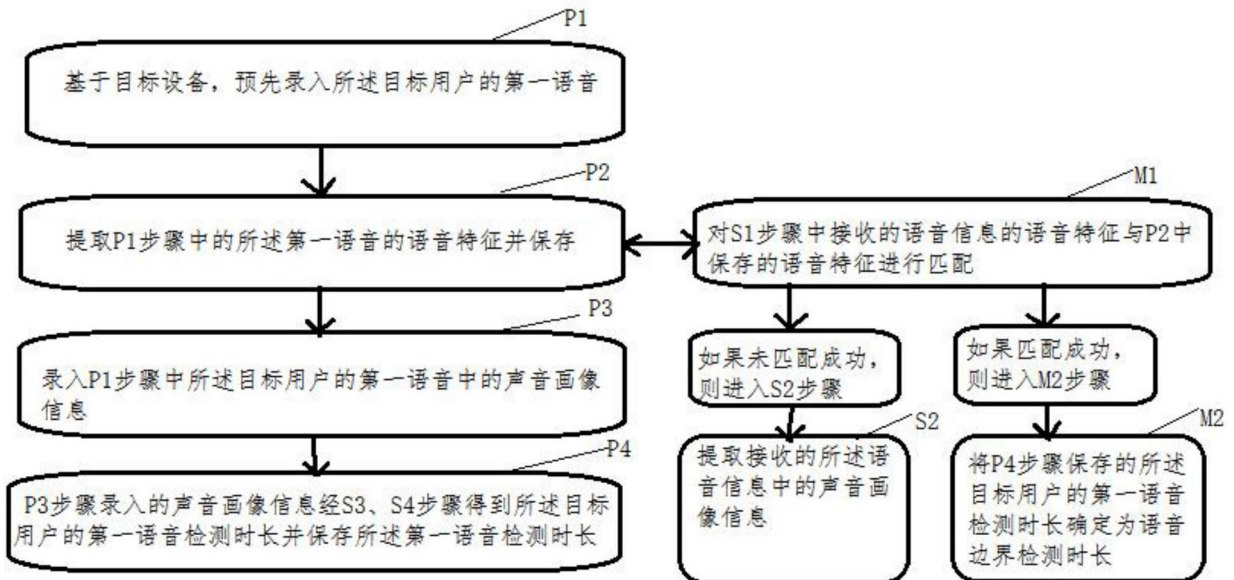 P1
基于目标设备，预先录入所述目标用户的第一语音
P2
提取P1步骤中的所述第一语音的语音特征并保存
M1
对S1步骤中接收的语音信息的语音特征与P2中
保存的语音特征进行匹配
P3
录入P1步骤中所述目标用户的第一语音中的声音画像
信息
如果未匹配成功，
则进入S2步骤
如果匹配成功，
则进入M2步骤
P4
P3步骤录入的声音画像信息经S3、S4步骤得到所述目标
用户的第一语音检测时长并保存所述第一语音检测时长
S2
提取接收的所述语
音信息中的声音画
像信息
M2
将P4步骤保存的所述
目标用户的第一语音
检测时长确定为语音
边界检测时长